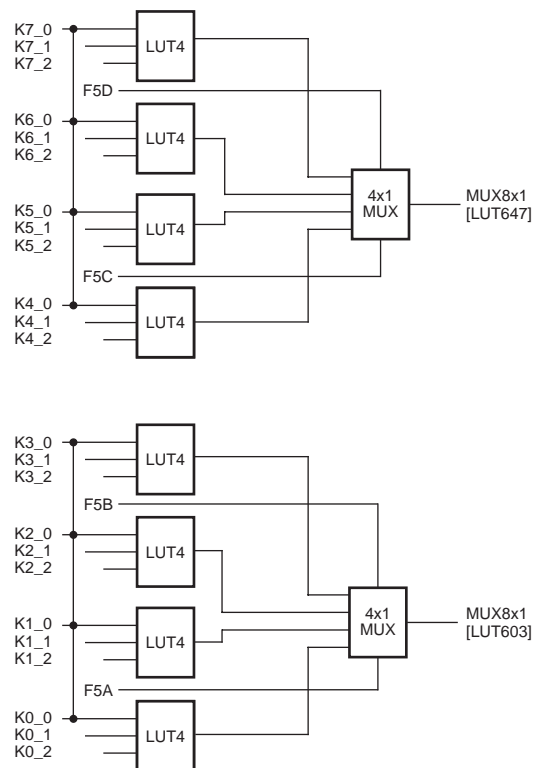 K7_0
K7_1
K7_2
LUT4
F5D
K6_0
K6_1
K6_2
LUT4
4x1
MUX
MUX8x1
[LUT647]
K5_0
K5_1
K5_2
LUT4
F5C
K4_0
K4_1
K4_2
LUT4
K3_0
K3_1
K3_2
LUT4
F5B
K2_0
K2_1
K2_2
LUT4
4x1
MUX
MUX8x1
[LUT603]
K1_0
K1_1
K1_2
LUT4
F5A
K0_0
K0_1
K0_2
LUT4